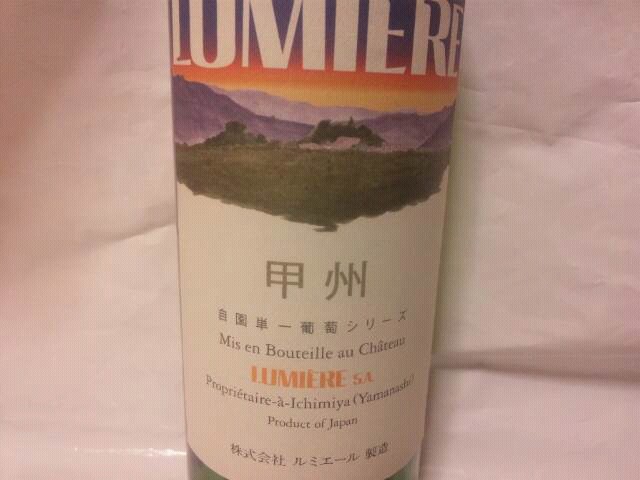 LUMIÈRE
甲州
自園単一葡萄シリーズ
Mis en Bouteille au Château
LUMIÈRE S.A.
Propriétaire-à-Ichimiya (Yamanashi)
Product of Japan
株式会社 ルミエール 製造